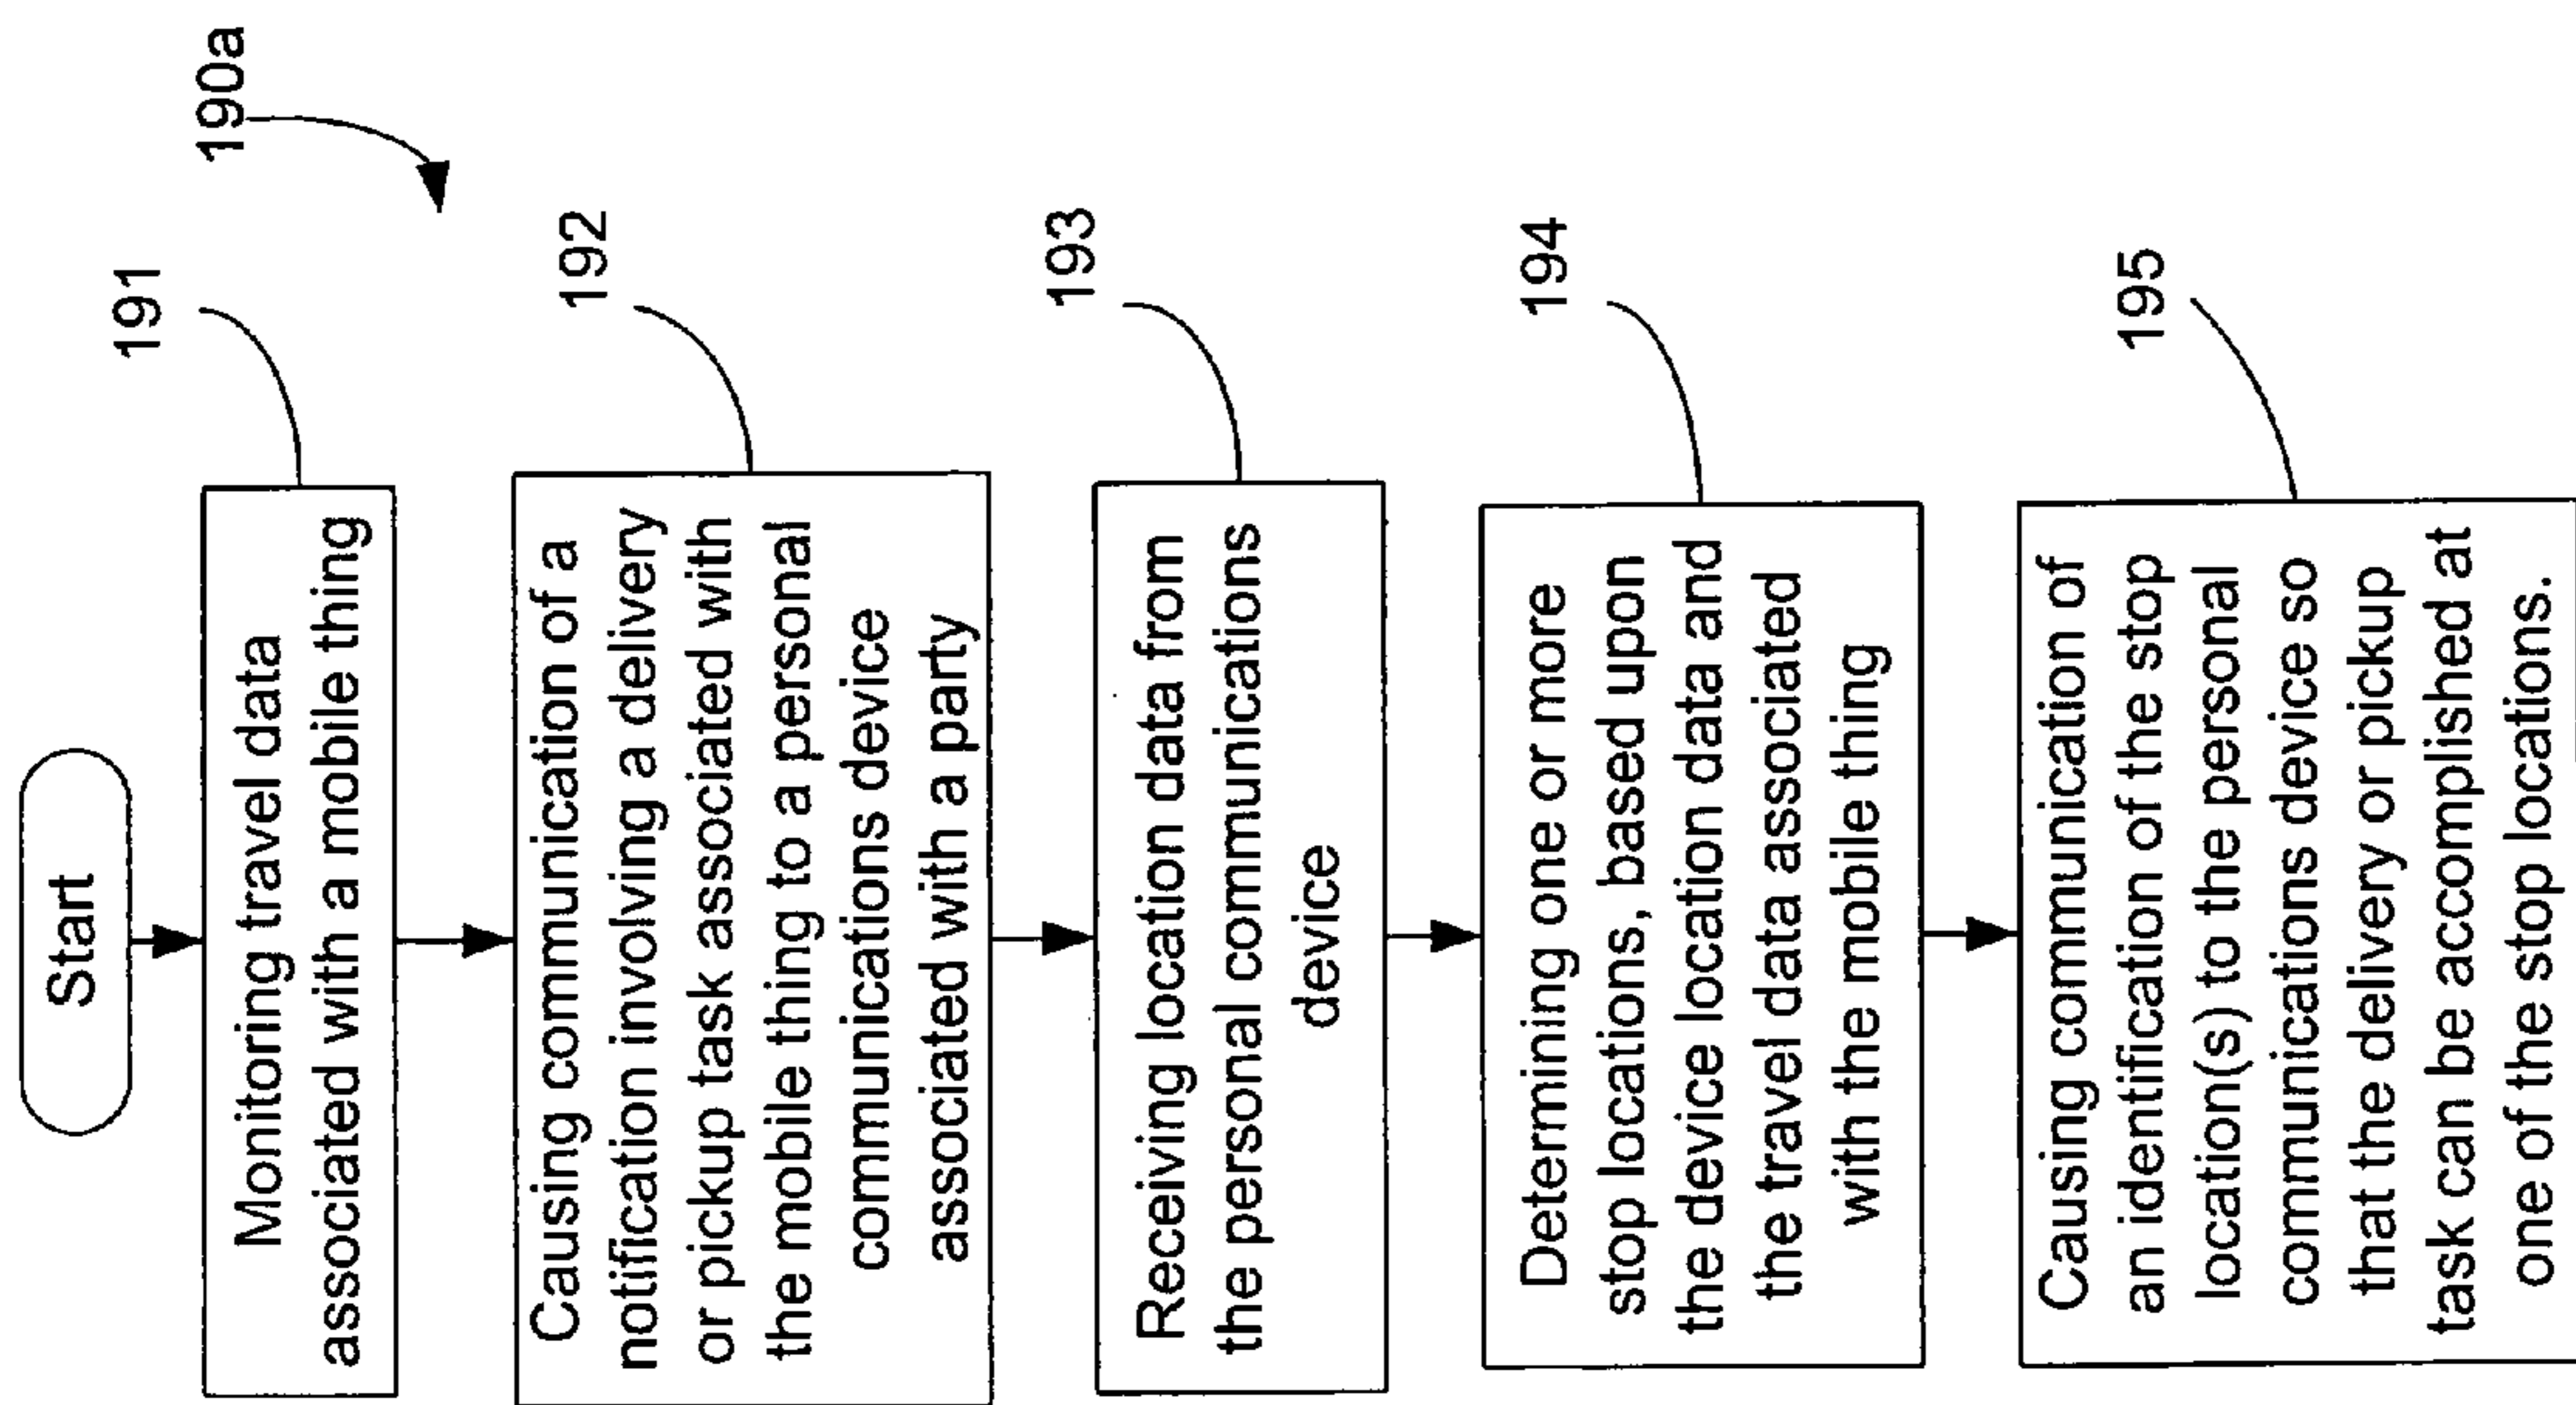 190a
Start
191
Monitoring travel data
associated with a mobile thing
192
Causing communication of a
notification involving a delivery
or pickup task associated with
the mobile thing to a personal
communications device
associated with a party
193
Receiving location data from
the personal communications
device
194
Determining one or more
stop locations, based upon
the device location data and
the travel data associated
with the mobile thing
195
Causing communication of
an identification of the stop
location(s) to the personal
communications device so
that the delivery or pickup
task can be accomplished at
one of the stop locations.